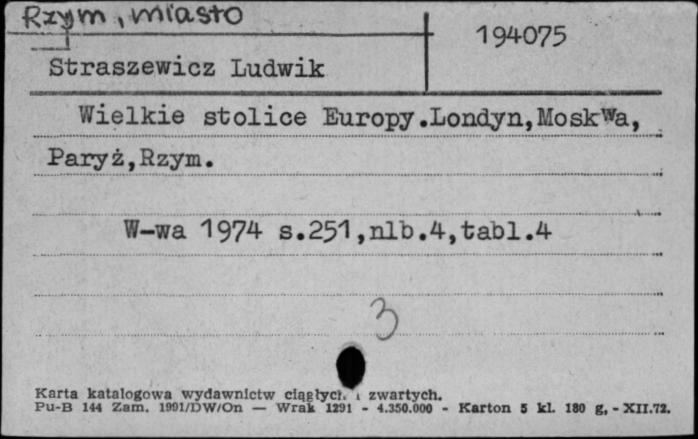 Rzym, miasto
194075
Straszewicz Ludwik
Wielkie stolice Europy.Londyn,Moskwa,
Paryż,Rzym.
W-wa 1974 s.251,nlb.4,tabl.4
3
Karta katalogowa wydawnictw ciągłych i zwartych.
Pu-B 144 Zam. 1991/DW/On — Wrak 1291 - 4.350.000 - Karton 5 kl. 180 g, - XII.72.